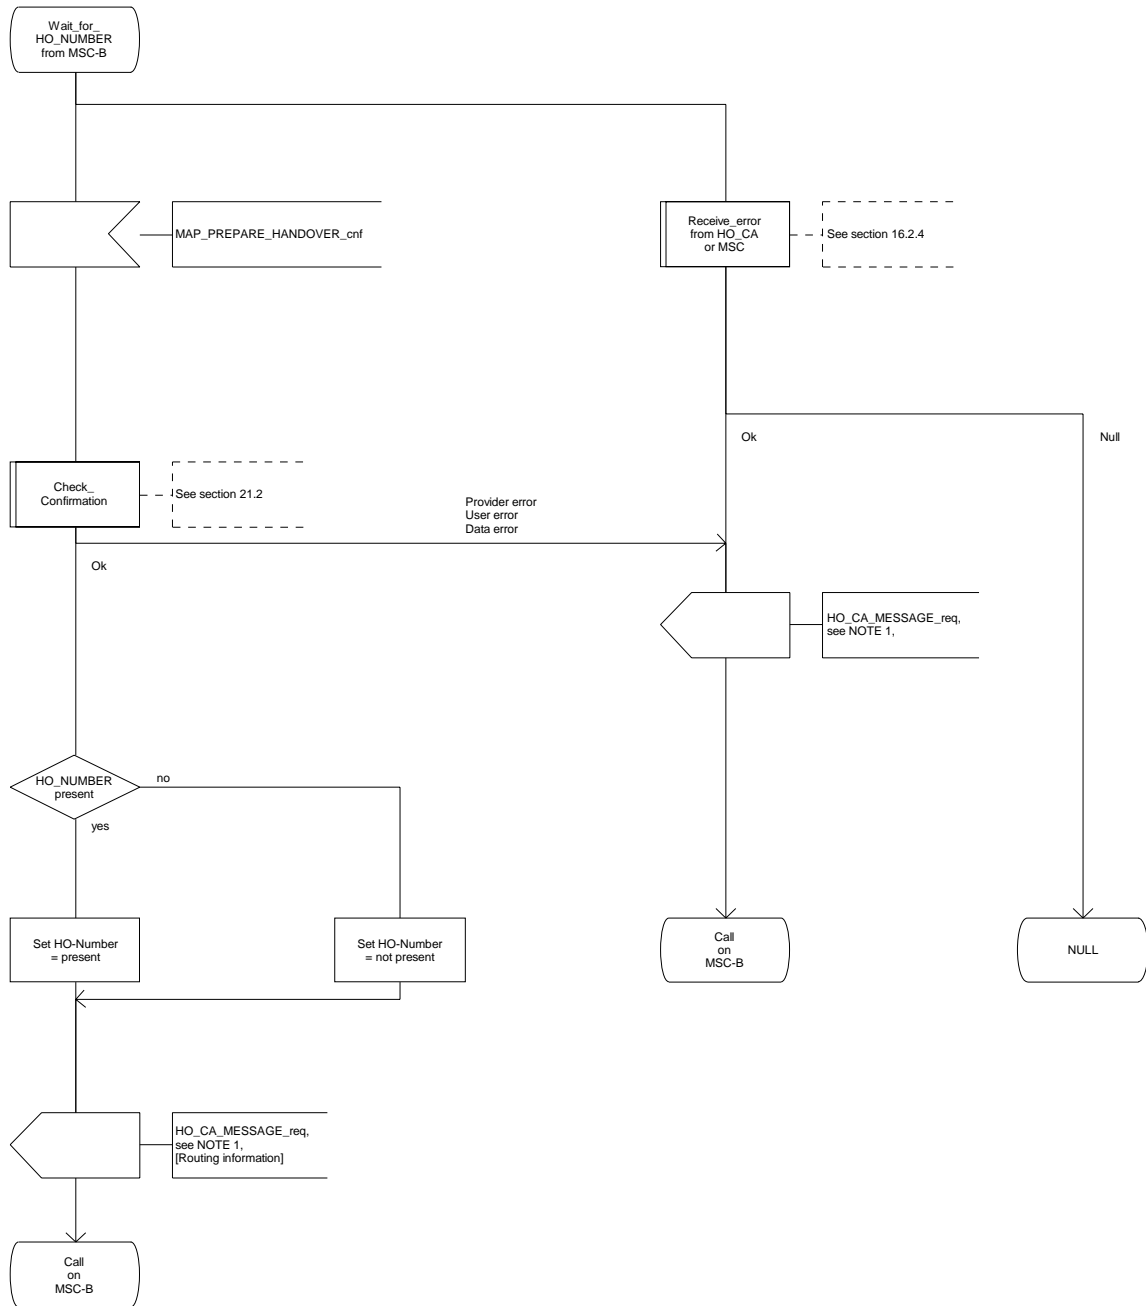 Wait_for_
HO_NUMBER
from MSC-B
MAP_PREPARE_HANDOVER_cnf
Receive_error
from HO_CA
or MSC
See section 16.2.4
Ok
Null
Check_
Confirmation
See section 21.2
Provider error
User error
Data error
Ok
HO_CA_MESSAGE_req,
see NOTE 1,
HO_NUMBER
present
no
yes
Set HO-Number
= present
Set HO-Number
= not present
Call
on
MSC-B
NULL
HO_CA_MESSAGE_req,
see NOTE 1,
[Routing information]
Call
on
MSC-B